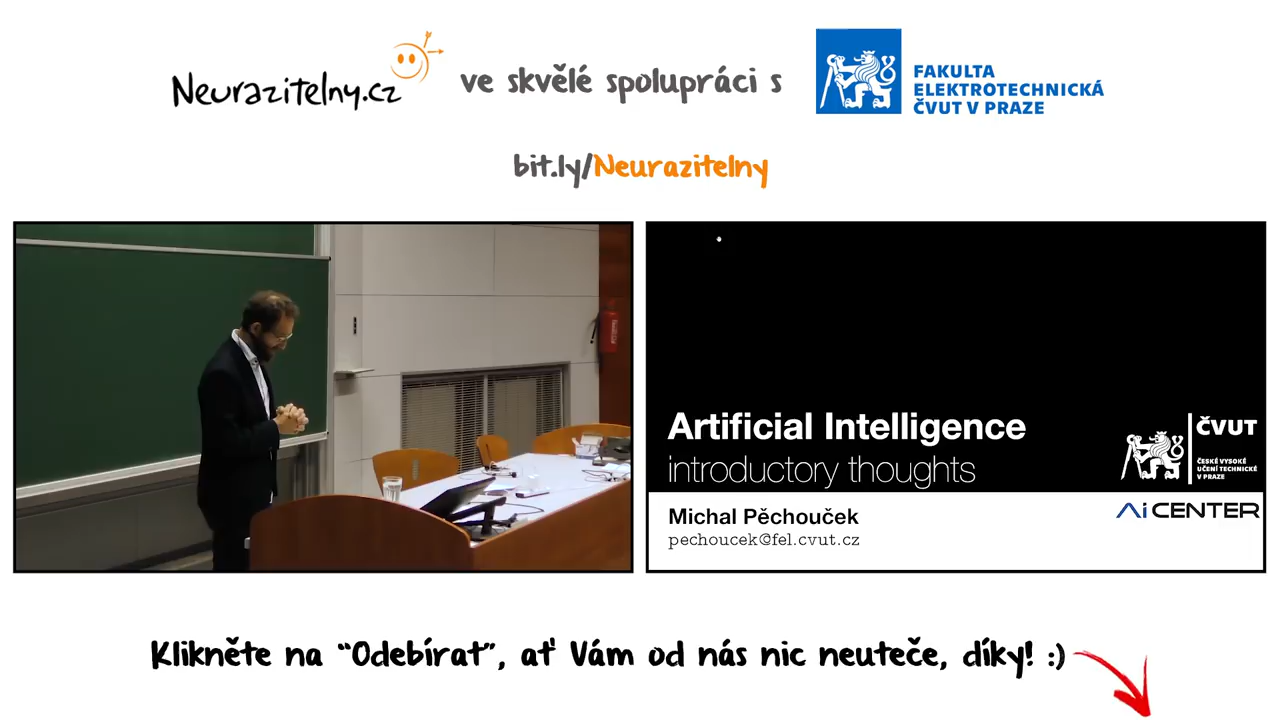 Neurazitelny.cz ve skvělé spolupráci s
FAKULTA
ELEKTROTECHNICKÁ
ČVUT V PRAZE
bit.ly/Neurazitelny
Artificial Intelligence
introductory thoughts
ČVUT
ČESKÉ VYSOKÉ
UČENÍ TECHNICKÉ
V PRAZE
Michal Pěchouček
pechoucek@fel.cvut.cz
Ai CENTER
Klikněte na “Odebírat”, ať Vám od nás nic neuteče, díky! :)